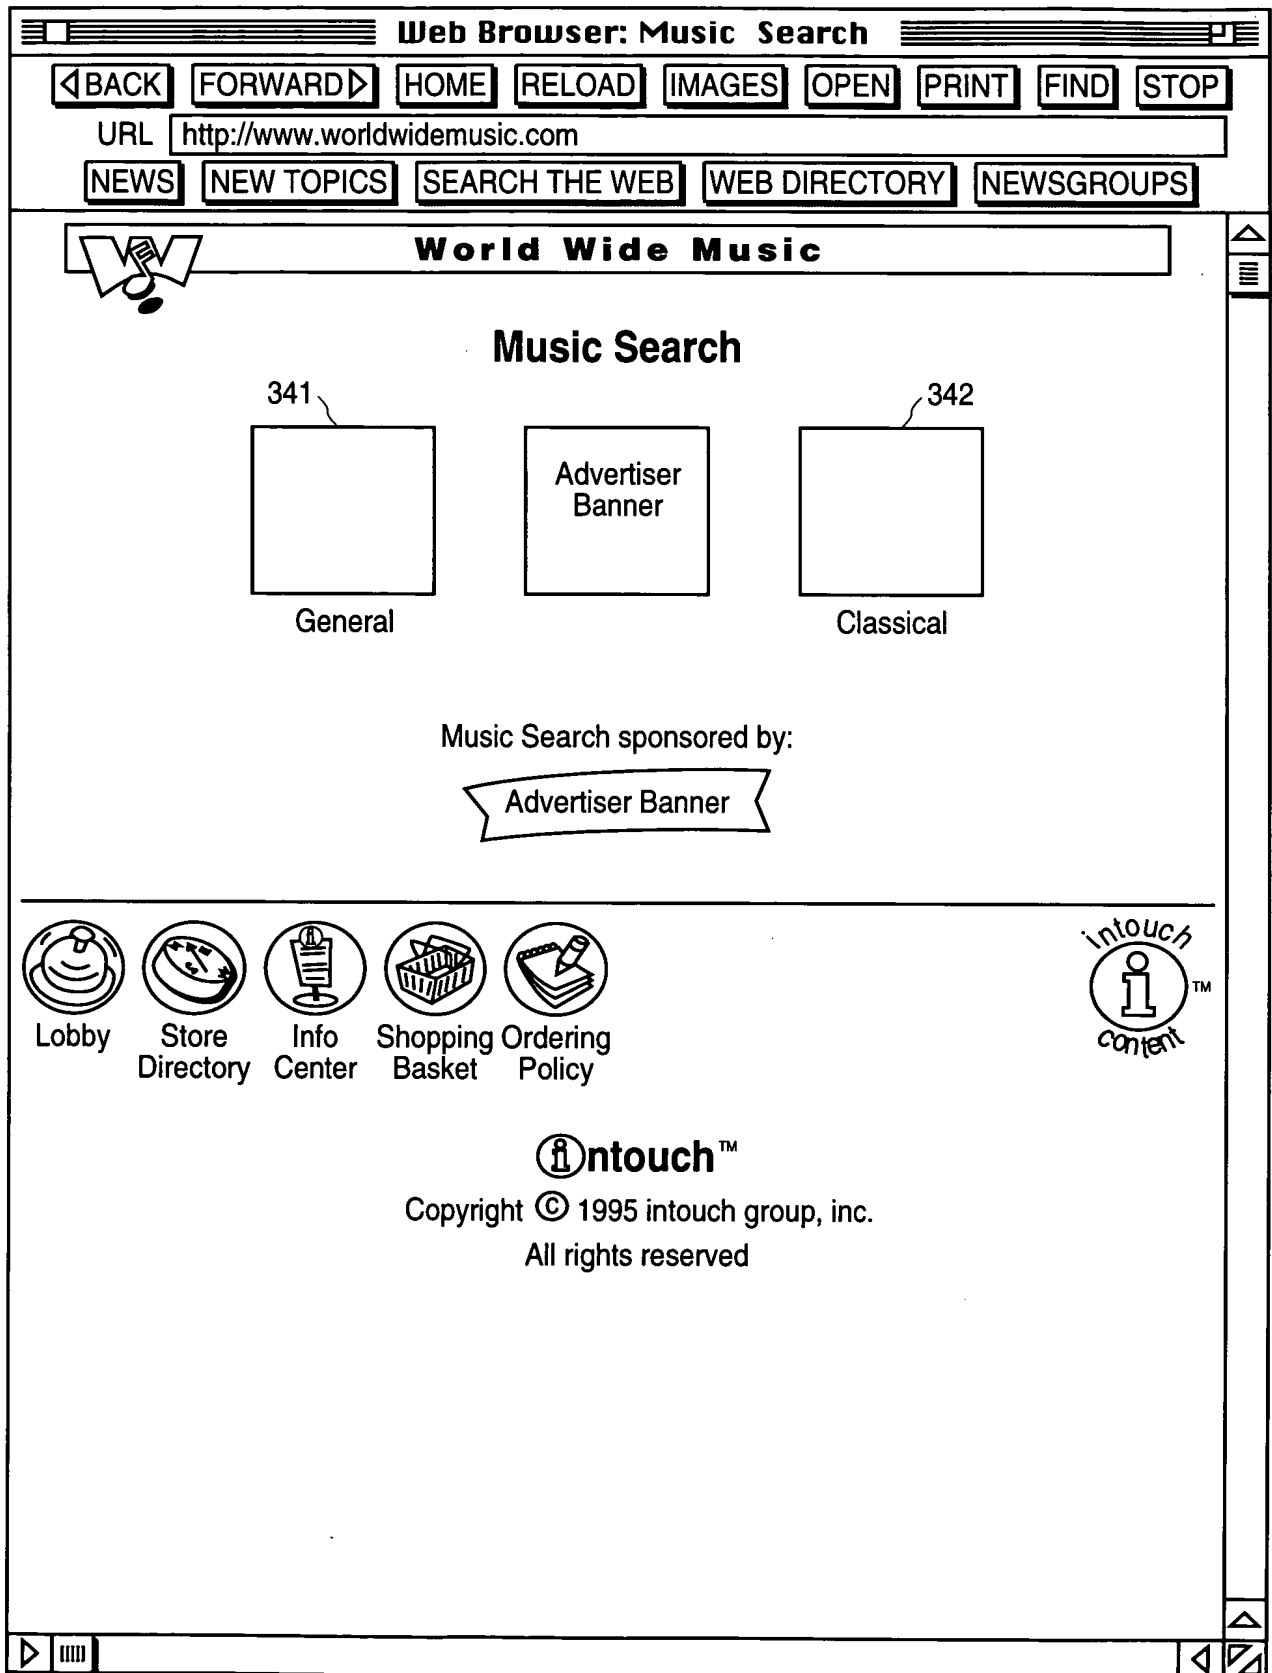 Web Browser: Music Search
BACK FORWARD HOME RELOAD IMAGES OPEN PRINT FIND STOP
URL http://www.worldwidemusic.com
NEWS NEW TOPICS SEARCH THE WEB WEB DIRECTORY NEWSGROUPS
World Wide Music
Music Search
341 342
Advertiser
Banner
General Classical
Music Search sponsored by:
Advertiser Banner
Lobby Store Directory Info Center Shopping Basket Ordering Policy
intouch
i TM
content
intouch™
Copyright © 1995 intouch group, inc.
All rights reserved